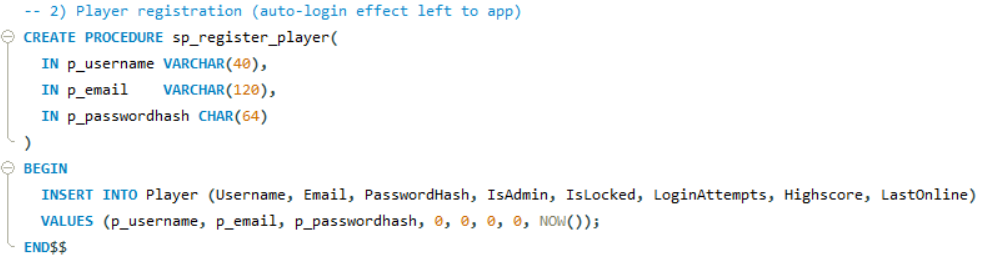 -- 2) Player registration (auto-login effect left to app)
CREATE PROCEDURE sp_register_player(
  IN p_username VARCHAR(40),
  IN p_email    VARCHAR(120),
  IN p_passwordhash CHAR(64)
)
BEGIN
  INSERT INTO Player (Username, Email, PasswordHash, IsAdmin, IsLocked, LoginAttempts, Highscore, LastOnline)
  VALUES (p_username, p_email, p_passwordhash, 0, 0, 0, 0, NOW());
END$$